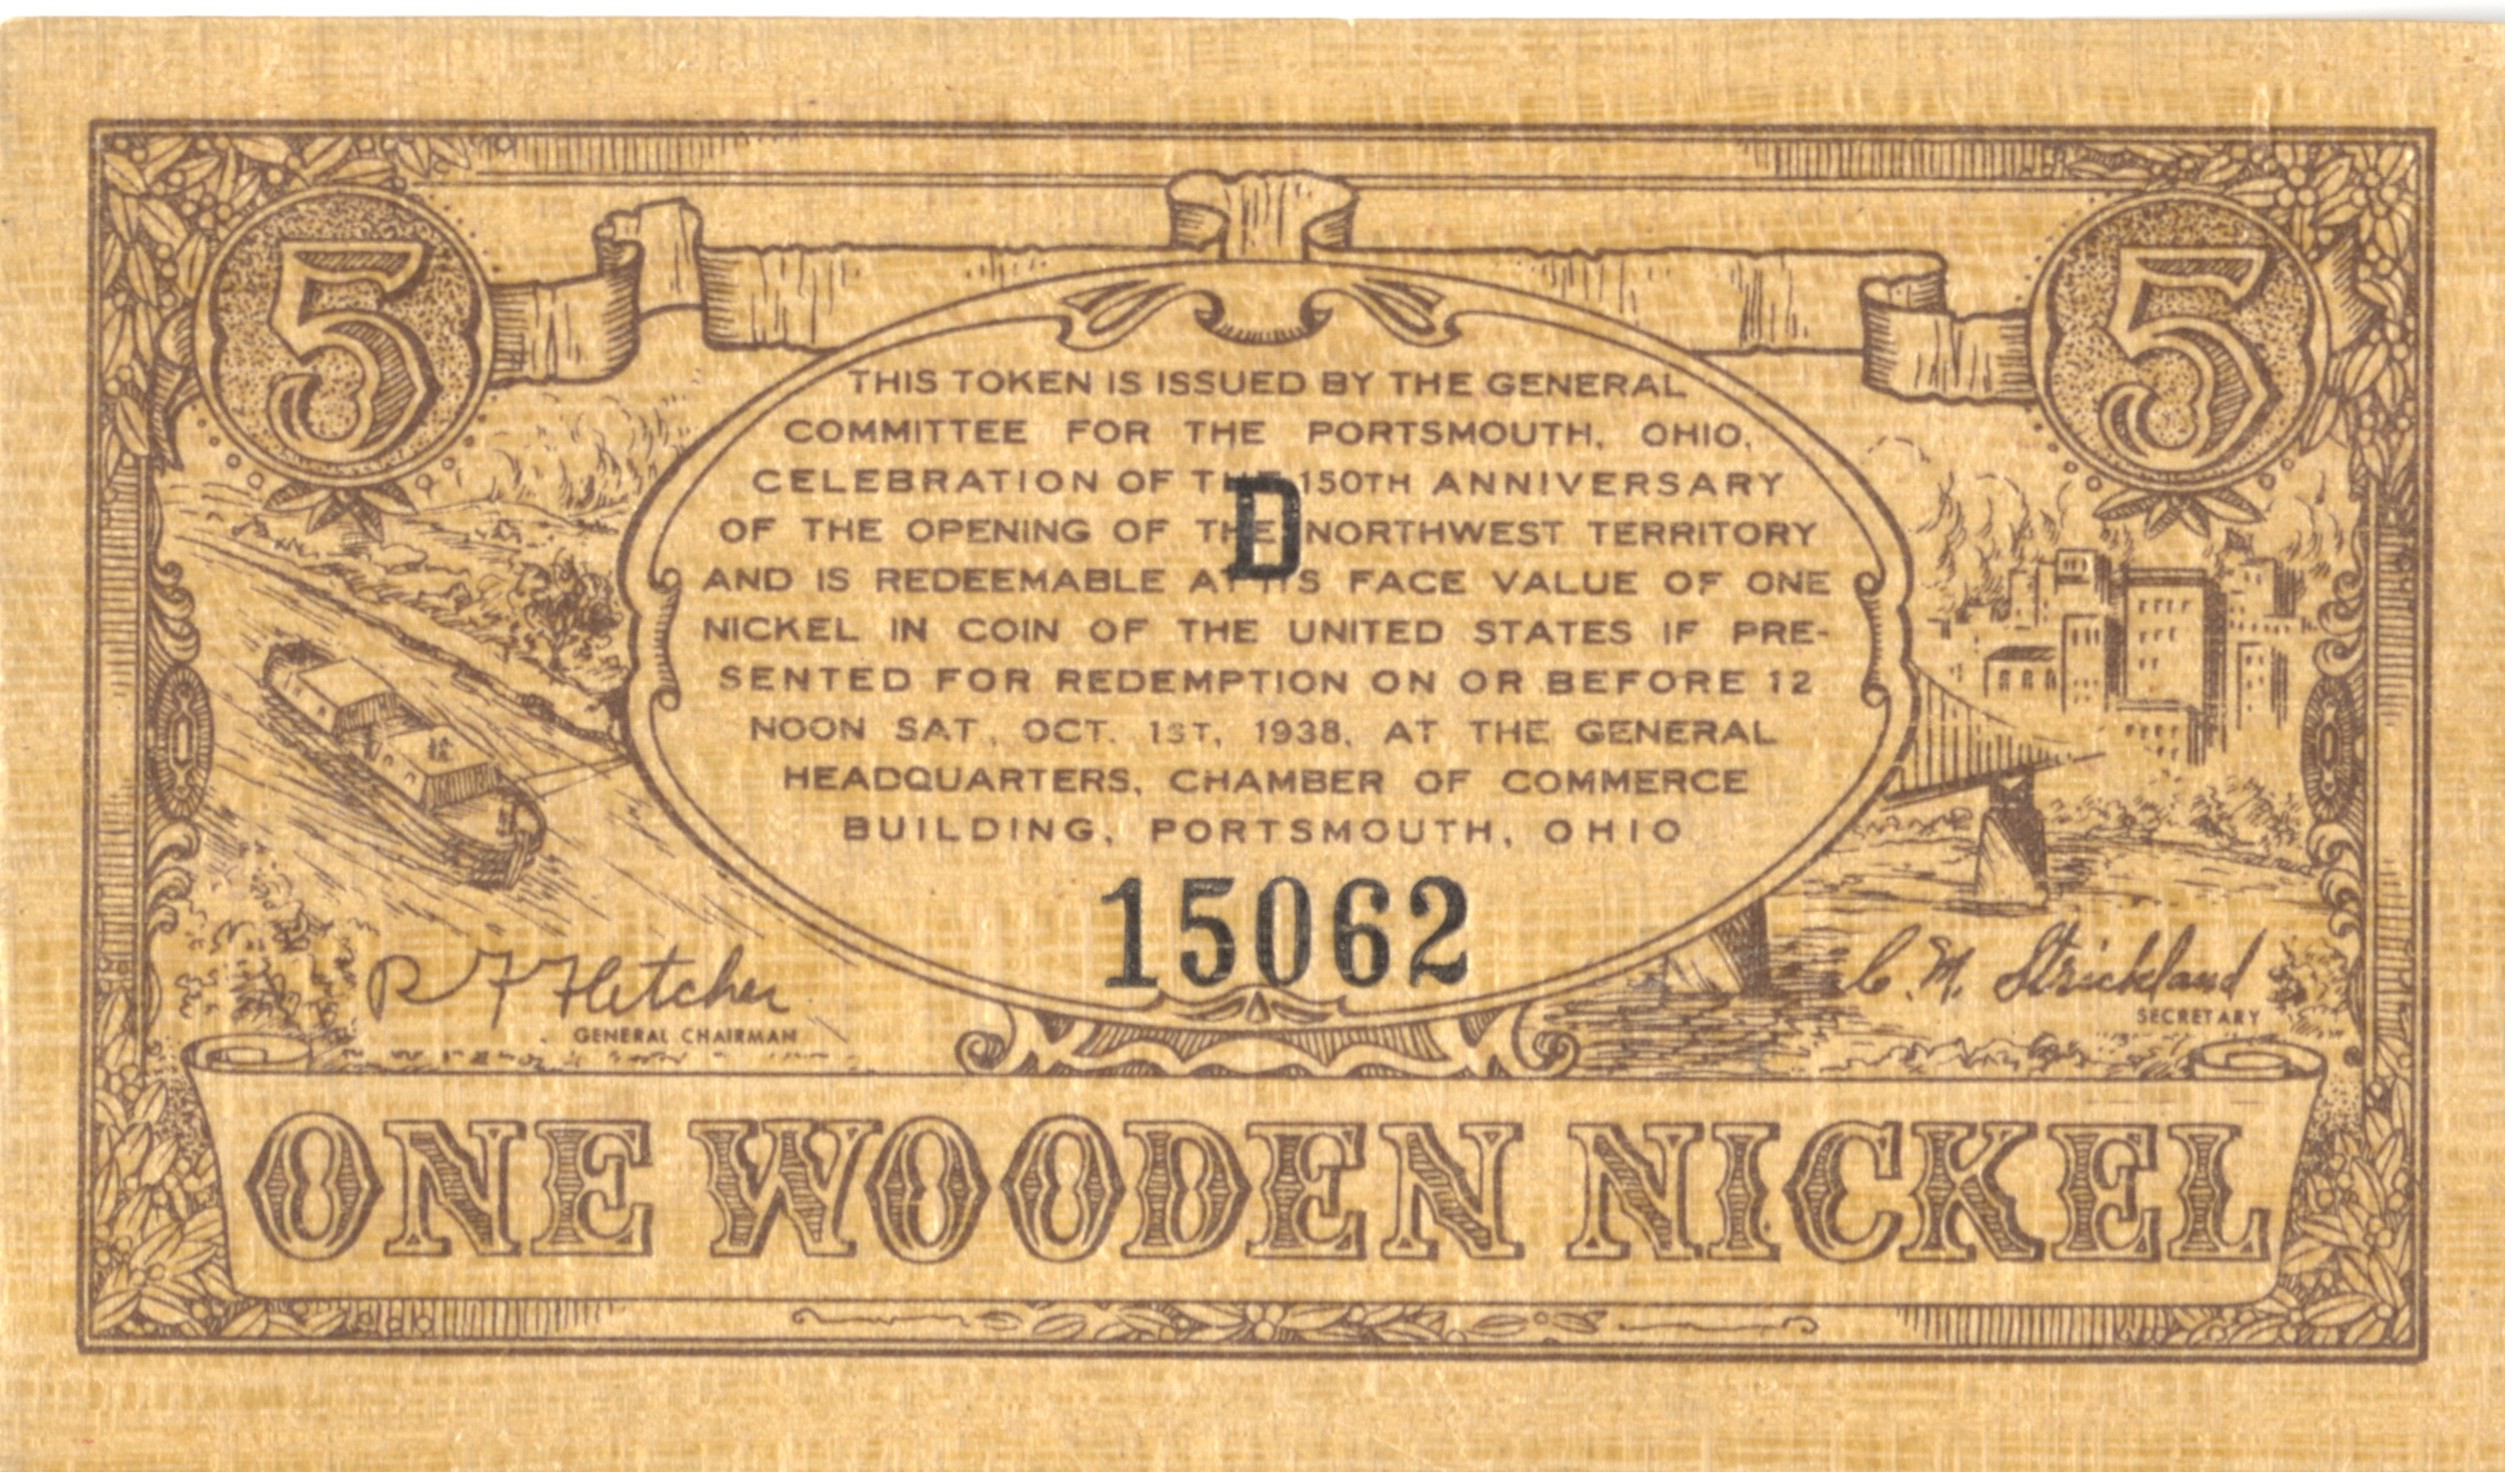 5 5
THIS TOKEN IS ISSUED BY THE GENERAL
COMMITTEE FOR THE PORTSMOUTH, OHIO,
CELEBRATION OF THE 150TH ANNIVERSARY
OF THE OPENING OF THE NORTHWEST TERRITORY
AND IS REDEEMABLE AT ITS FACE VALUE OF ONE
NICKEL IN COIN OF THE UNITED STATES IF PRE-
SENTED FOR REDEMPTION ON OR BEFORE 12
NOON SAT, OCT. 1ST, 1938, AT THE GENERAL
HEADQUARTERS, CHAMBER OF COMMERCE
BUILDING, PORTSMOUTH, OHIO
D
15062
R F Fletcher
GENERAL CHAIRMAN
C. M. Strickland
SECRETARY
ONE WOODEN NICKEL